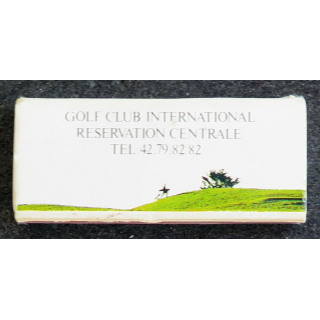 GOLF CLUB INTERNATIONAL
RESERVATION CENTRALE
TEL 42.79.82.82